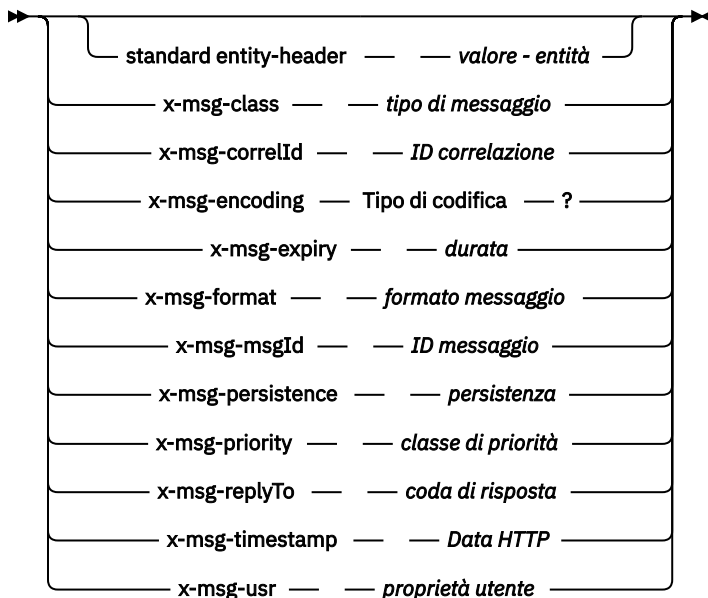 standard entity-header — — valore - entità
x-msg-class — tipo di messaggio
x-msg-correlId — ID correlazione
x-msg-encoding — Tipo di codifica — ?
x-msg-expiry — — durata
x-msg-format — formato messaggio
x-msg-msgId — — ID messaggio
x-msg-persistence — — persistenza
x-msg-priority — — classe di priorità
x-msg-replyTo — — coda di risposta
x-msg-timestamp — — Data HTTP
x-msg-usr — — proprietà utente